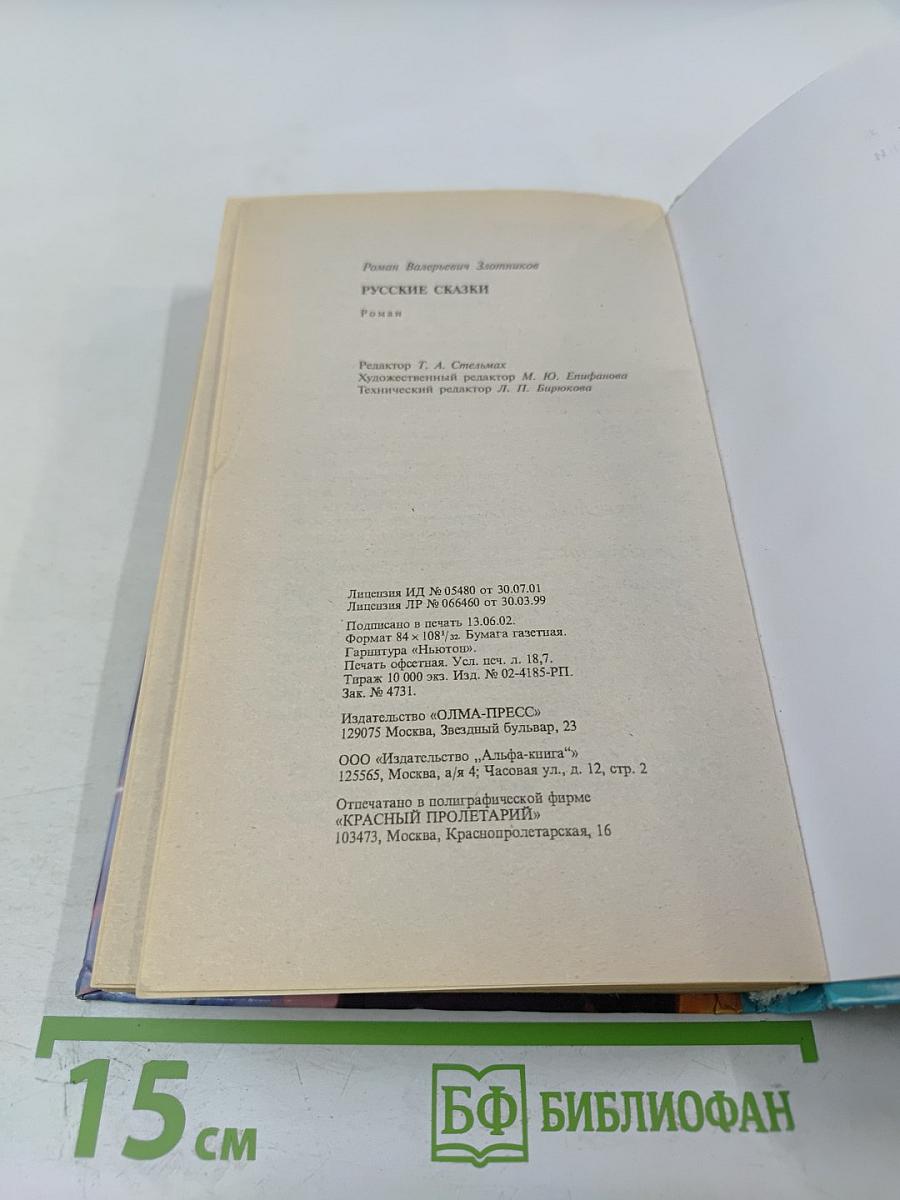 Роман Валерьевич Злотников
РУССКИЕ СКАЗКИ
Роман
Редактор Т. А. Стельмах
Художественный редактор М. Ю. Епифанова
Технический редактор Л. П. Бирюкова
Лицензия ИД № 05480 от 30.07.01
Лицензия ЛР № 066460 от 30.03.99
Подписано в печать 13.06.02.
Формат 84 × 108¹/₃₂. Бумага газетная.
Гарнитура «Ньютон».
Печать офсетная. Усл. печ. л. 18,7.
Тираж 10 000 экз. Изд. № 02-4185-РП.
Зак. № 4731.
Издательство «ОЛМА-ПРЕСС»
129075 Москва, Звездный бульвар, 23
ООО «Издательство „Альфа-книга“»
125565, Москва, а/я 4; Часовая ул., д. 12, стр. 2
Отпечатано в полиграфической фирме
«КРАСНЫЙ ПРОЛЕТАРИЙ»
103473, Москва, Краснопролетарская, 16
15 см
БФ БИБЛИОФАН